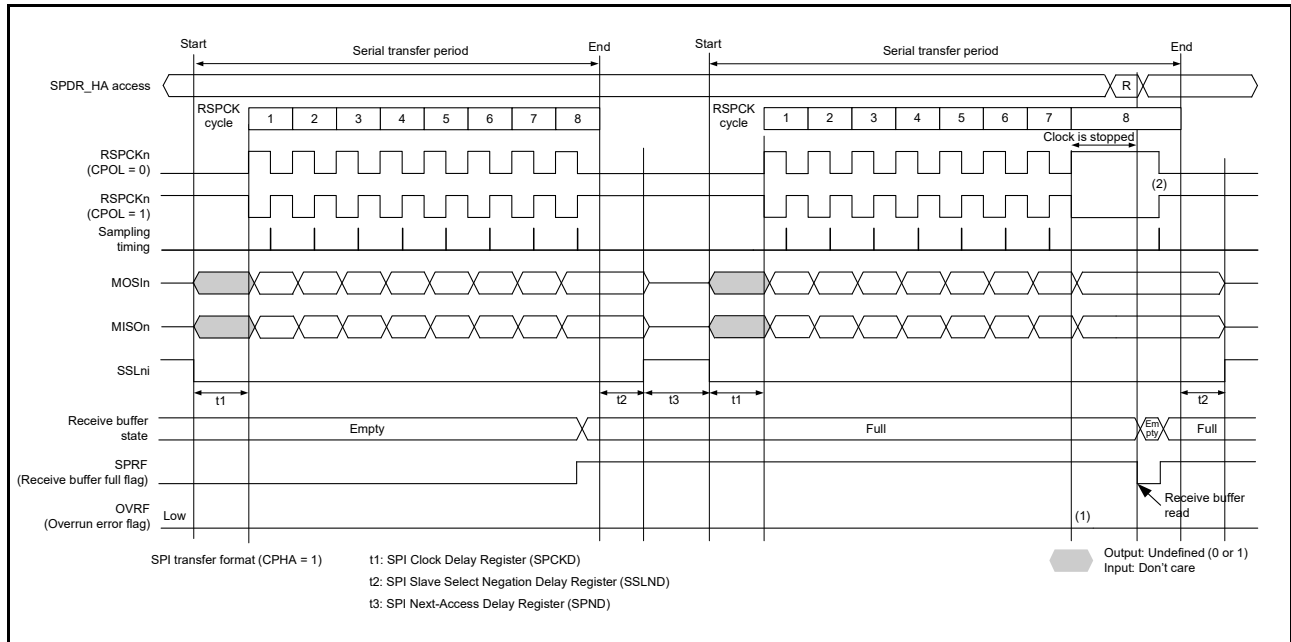 Start
Serial transfer period
End
Start
Serial transfer period
End
SPDR_HA access
R
RSPCK
cycle
1 2 3 4 5 6 7 8
RSPCK
cycle
1 2 3 4 5 6 7 8
Clock is stopped
RSPCKn
(CPOL = 0)
(2)
RSPCKn
(CPOL = 1)
Sampling
timing
MOSIn
MISOn
SSLni
t1
t2
t3
t1
t2
Receive buffer
state
Empty
Full
Em
pty
Full
SPRF
(Receive buffer full flag)
Receive buffer
read
OVRF
(Overrun error flag)
Low
(1)
SPI transfer format (CPHA = 1)
t1: SPI Clock Delay Register (SPCKD)
t2: SPI Slave Select Negation Delay Register (SSLND)
t3: SPI Next-Access Delay Register (SPND)
Output: Undefined (0 or 1)
Input: Don't care